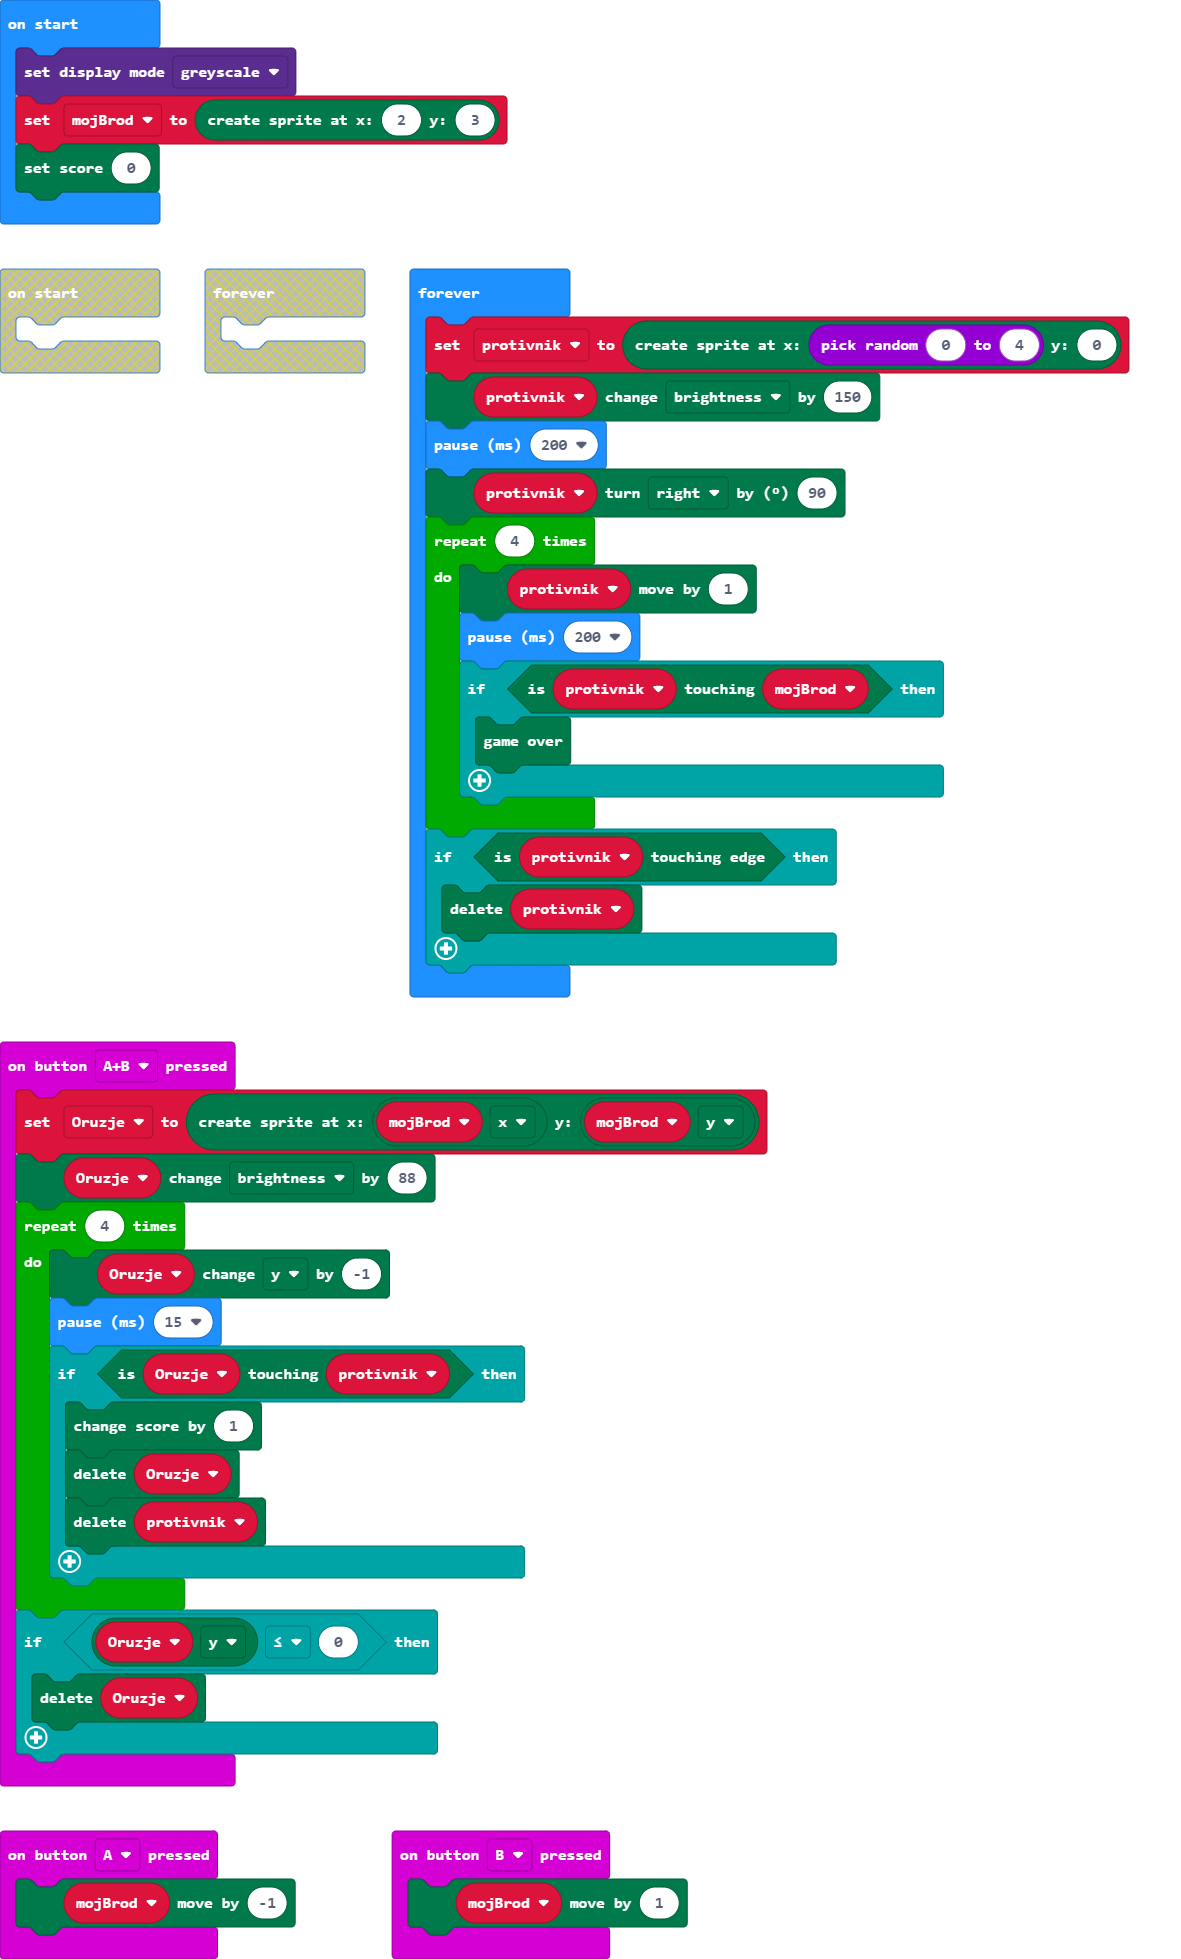 on start
set display mode greyscale
set mojBrod to create sprite at x: 2 y: 3
set score 0
on start
forever
forever
set protivnik to create sprite at x: pick random 0 to 4 y: 0
protivnik change brightness by 150
pause (ms) 200
protivnik turn right by (º) 90
repeat 4 times
do
protivnik move by 1
pause (ms) 200
if is protivnik touching mojBrod then
game over
if is protivnik touching edge then
delete protivnik
on button A+B pressed
set Oruzje to create sprite at x: mojBrod x y: mojBrod y
Oruzje change brightness by 88
repeat 4 times
do
Oruzje change y by -1
pause (ms) 15
if is Oruzje touching protivnik then
change score by 1
delete Oruzje
delete protivnik
if Oruzje y ≤ 0 then
delete Oruzje
on button A pressed
mojBrod move by -1
on button B pressed
mojBrod move by 1